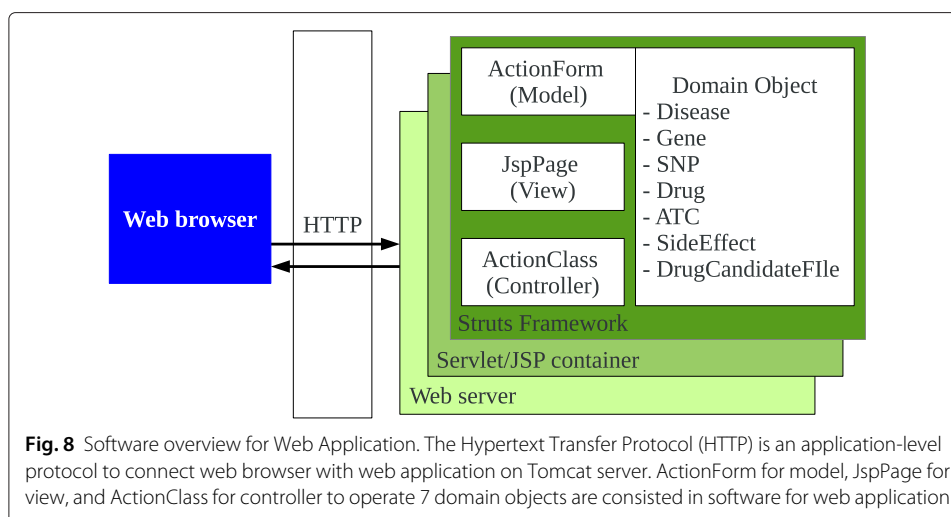 ActionForm
(Model)
Domain Object
- Disease
- Gene
- SNP
- Drug
- ATC
- SideEffect
- DrugCandidateFIle
JspPage
(View)
ActionClass
(Controller)
Struts Framework
Servlet/JSP container
Web server
Web browser
HTTP
Fig. 8 Software overview for Web Application. The Hypertext Transfer Protocol (HTTP) is an application-level
protocol to connect web browser with web application on Tomcat server. ActionForm for model, JspPage for
view, and ActionClass for controller to operate 7 domain objects are consisted in software for web application